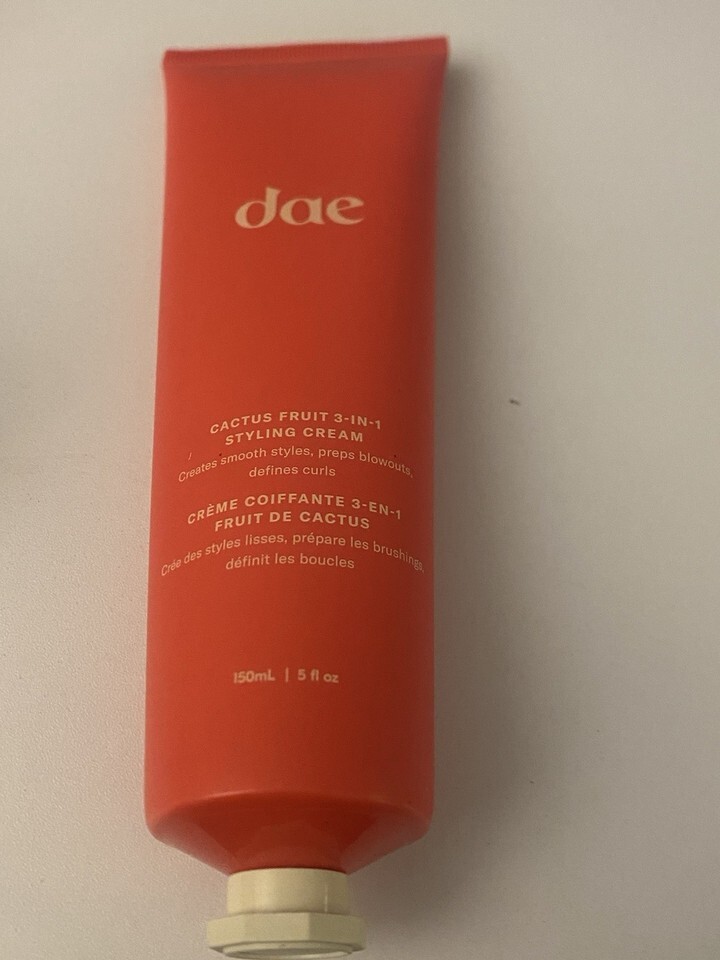 dae
CACTUS FRUIT 3-IN-1
STYLING CREAM
Creates smooth styles, preps blowouts,
defines curls
CRÈME COIFFANTE 3-EN-1
FRUIT DE CACTUS
Crée des styles lisses, prépare les brushings,
définit les boucles
150mL | 5 fl oz